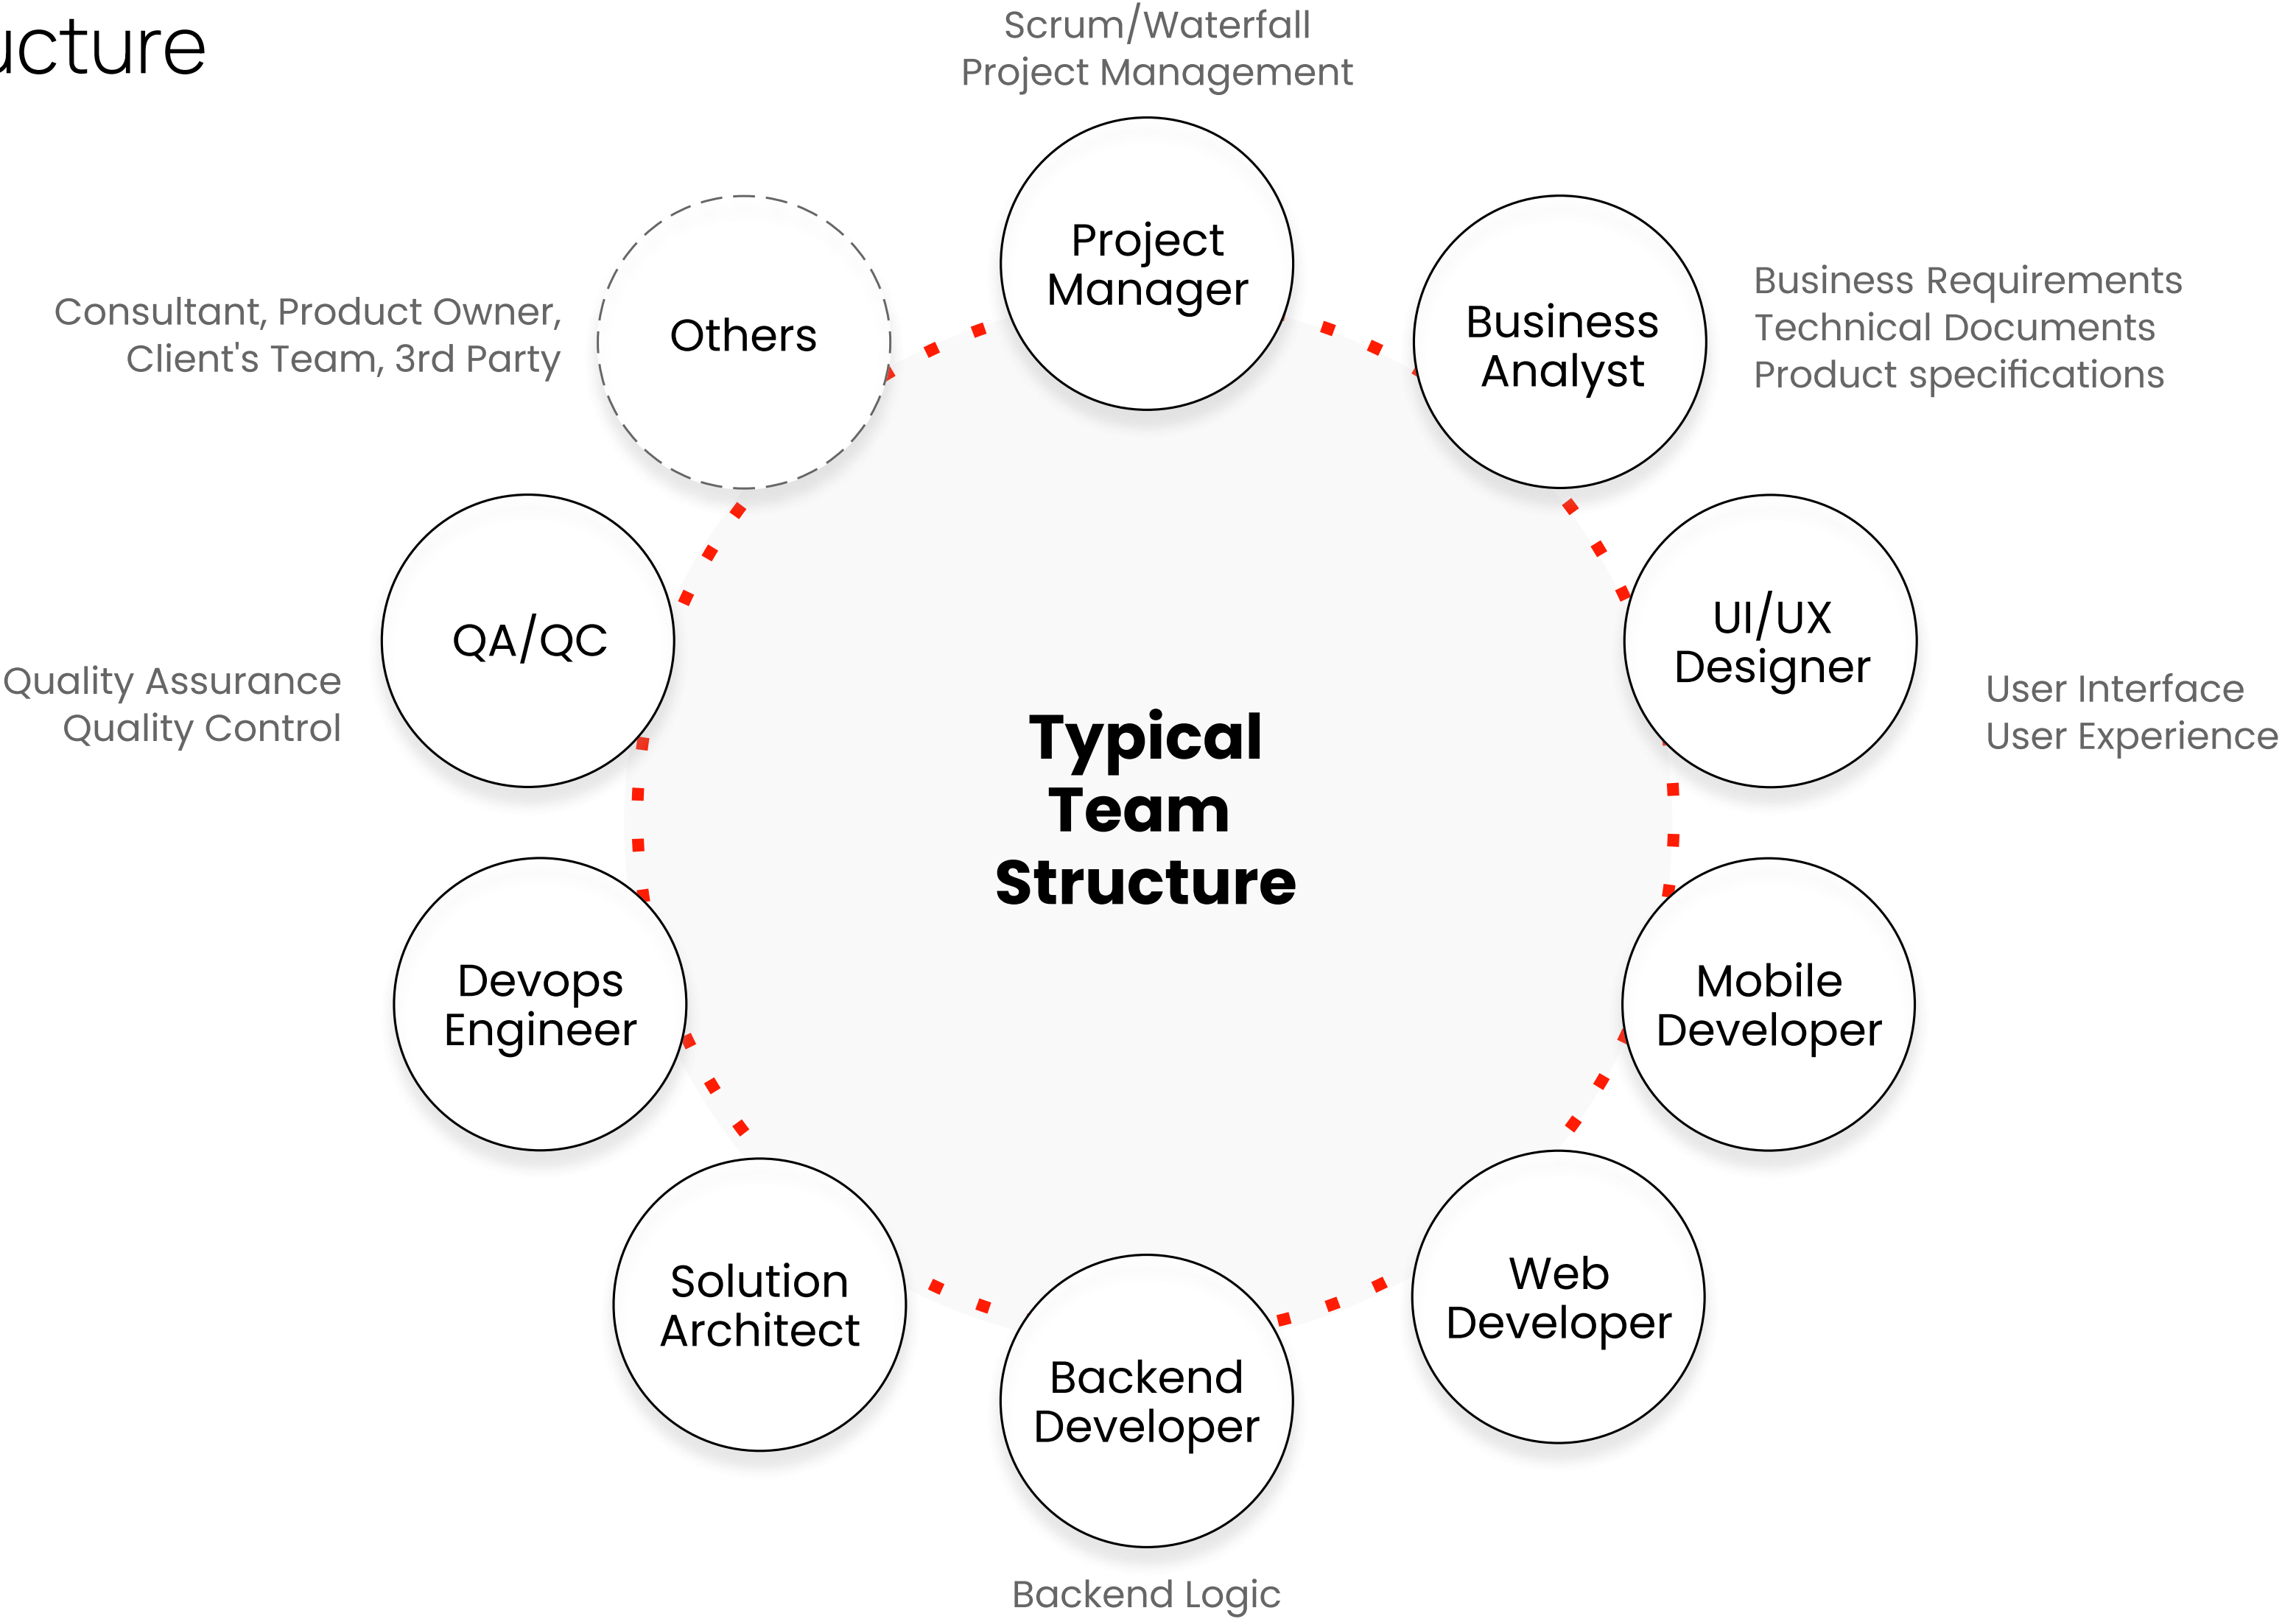 ucture
Scrum/Waterfall
Project Management
Project
Manager
Business
Analyst
Business Requirements
Technical Documents
Product specifications
Others
Consultant, Product Owner,
Client's Team, 3rd Party
QA/QC
Quality Assurance
Quality Control
UI/UX
Designer
User Interface
User Experience
Typical
Team
Structure
Devops
Engineer
Mobile
Developer
Solution
Architect
Web
Developer
Backend
Developer
Backend Logic